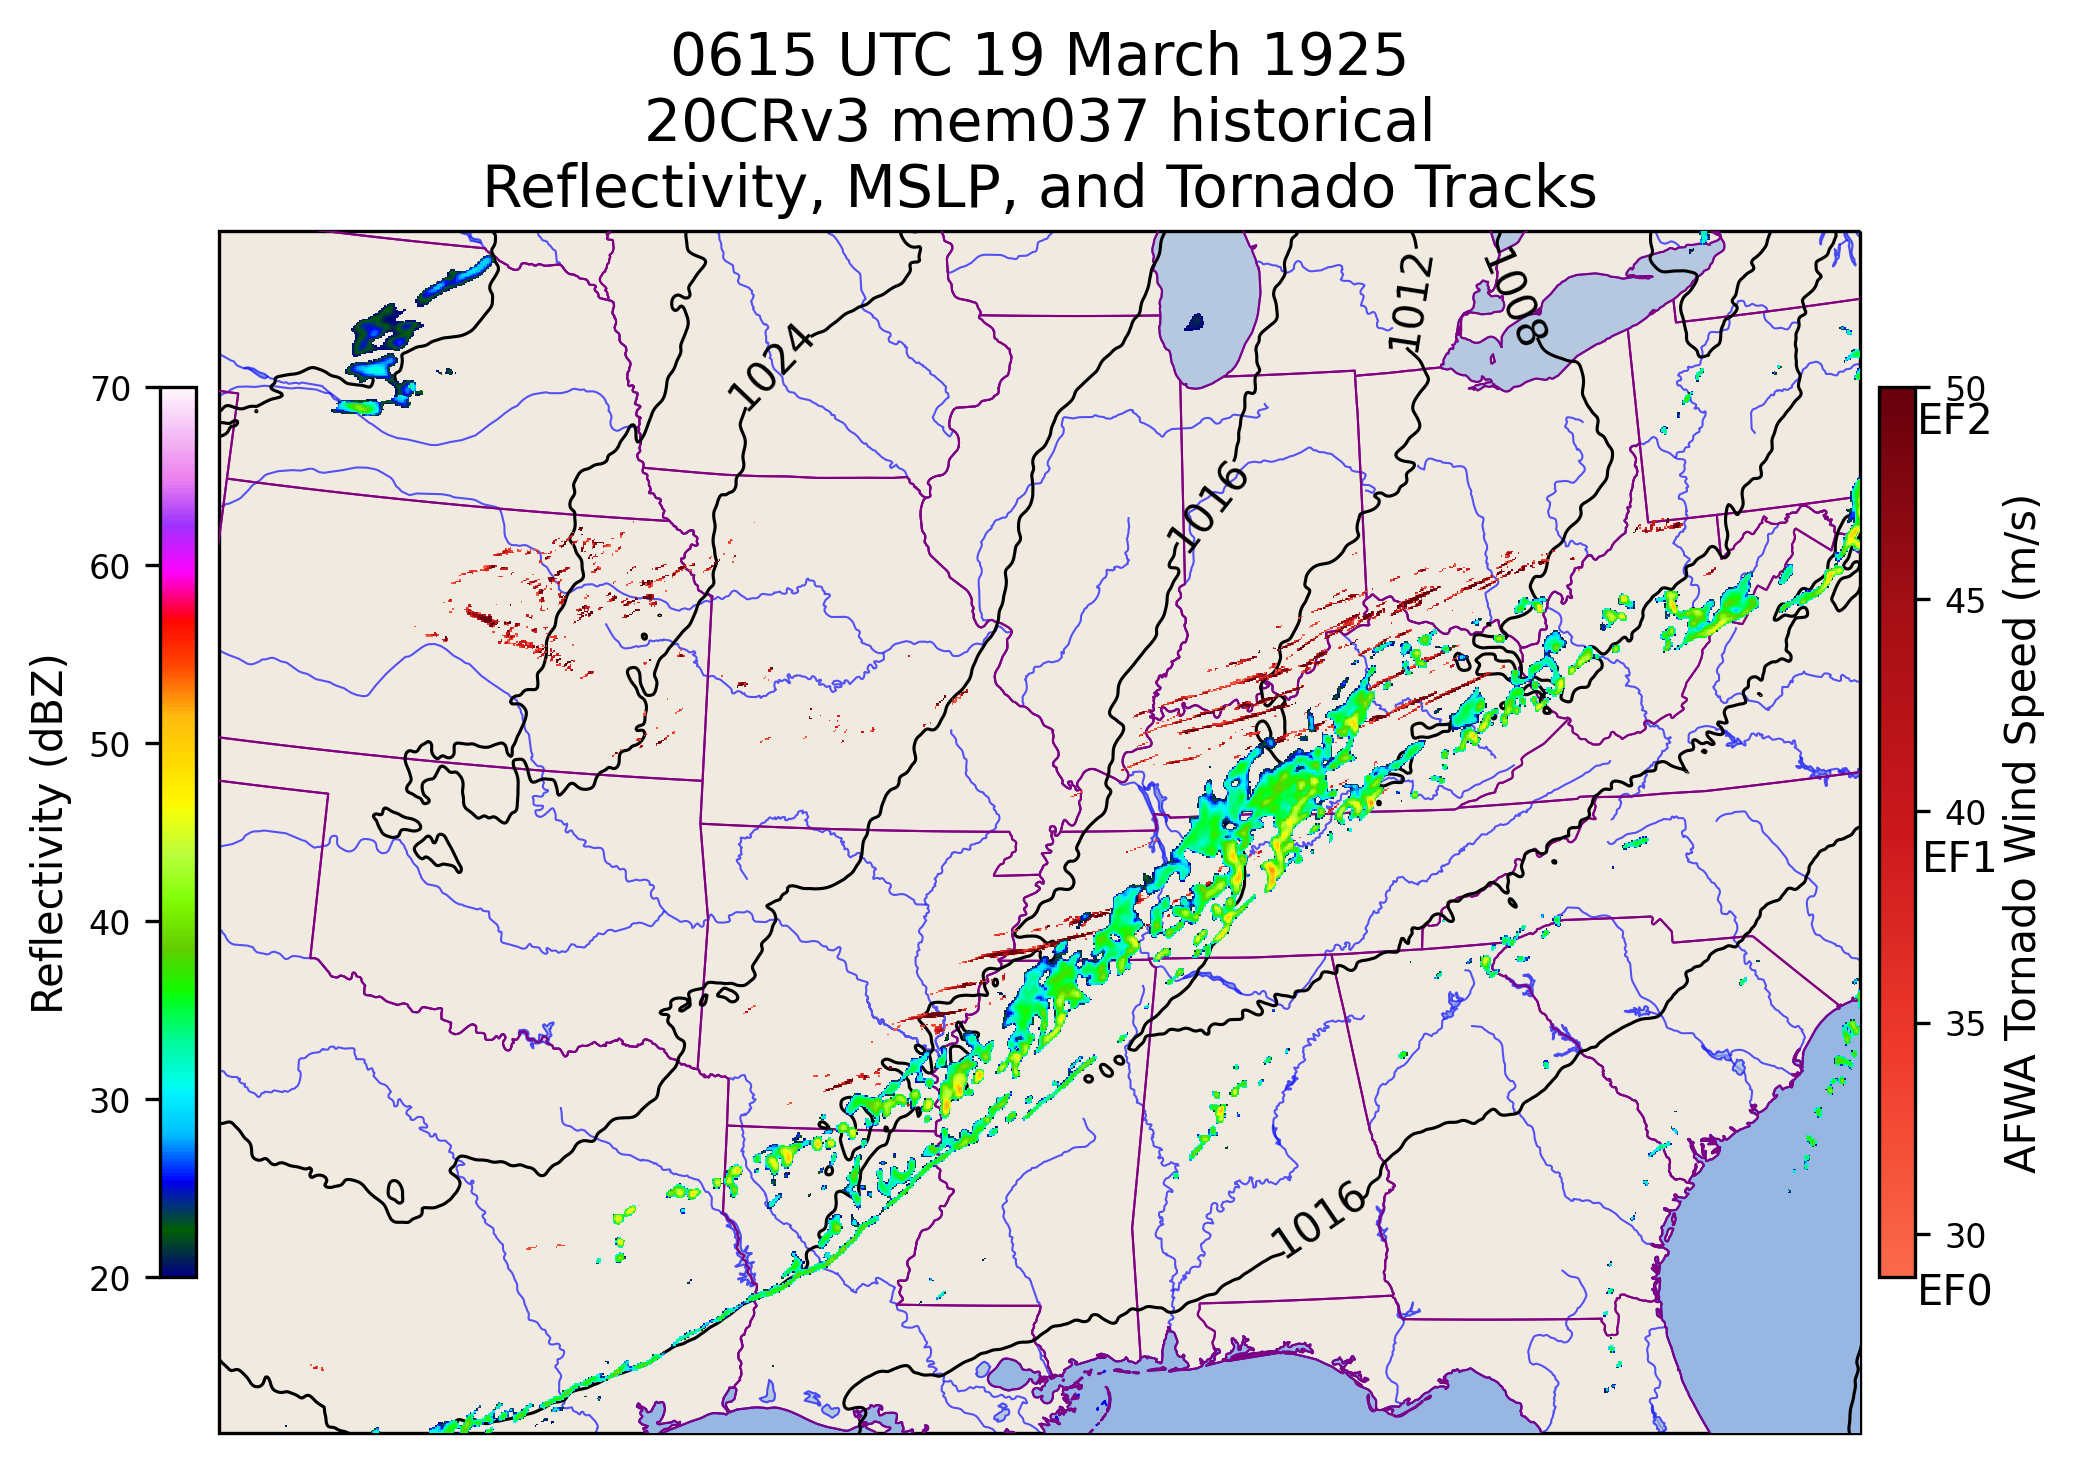 0615 UTC 19 March 1925
20CRv3 mem037 historical
Reflectivity, MSLP, and Tornado Tracks
1012
1008
1024
1016
1016
70
60
50
40
30
20
Reflectivity (dBZ)
50
EF2
45
40
EF1
35
30
EF0
AFWA Tornado Wind Speed (m/s)